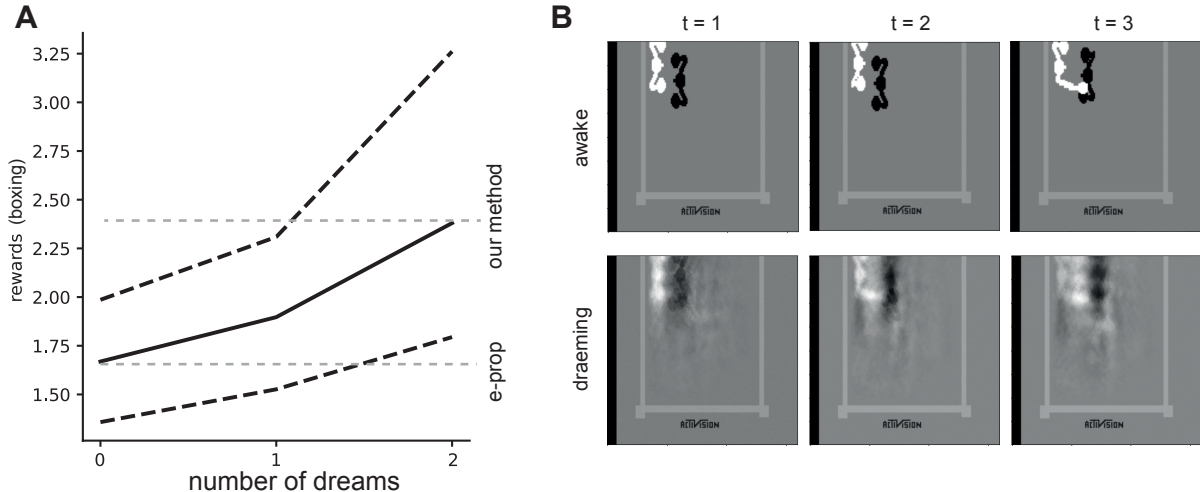 A
3.25
3.00
2.75
2.50
2.25
2.00
1.75
1.50
rewards (boxing)
0
1
2
number of dreams
our method
e-prop
B
t = 1
t = 2
t = 3
awake
ACTIVISION
ACTIVISION
ACTIVISION
draeming
ACTIVISION
ACTIVISION
ACTIVISION